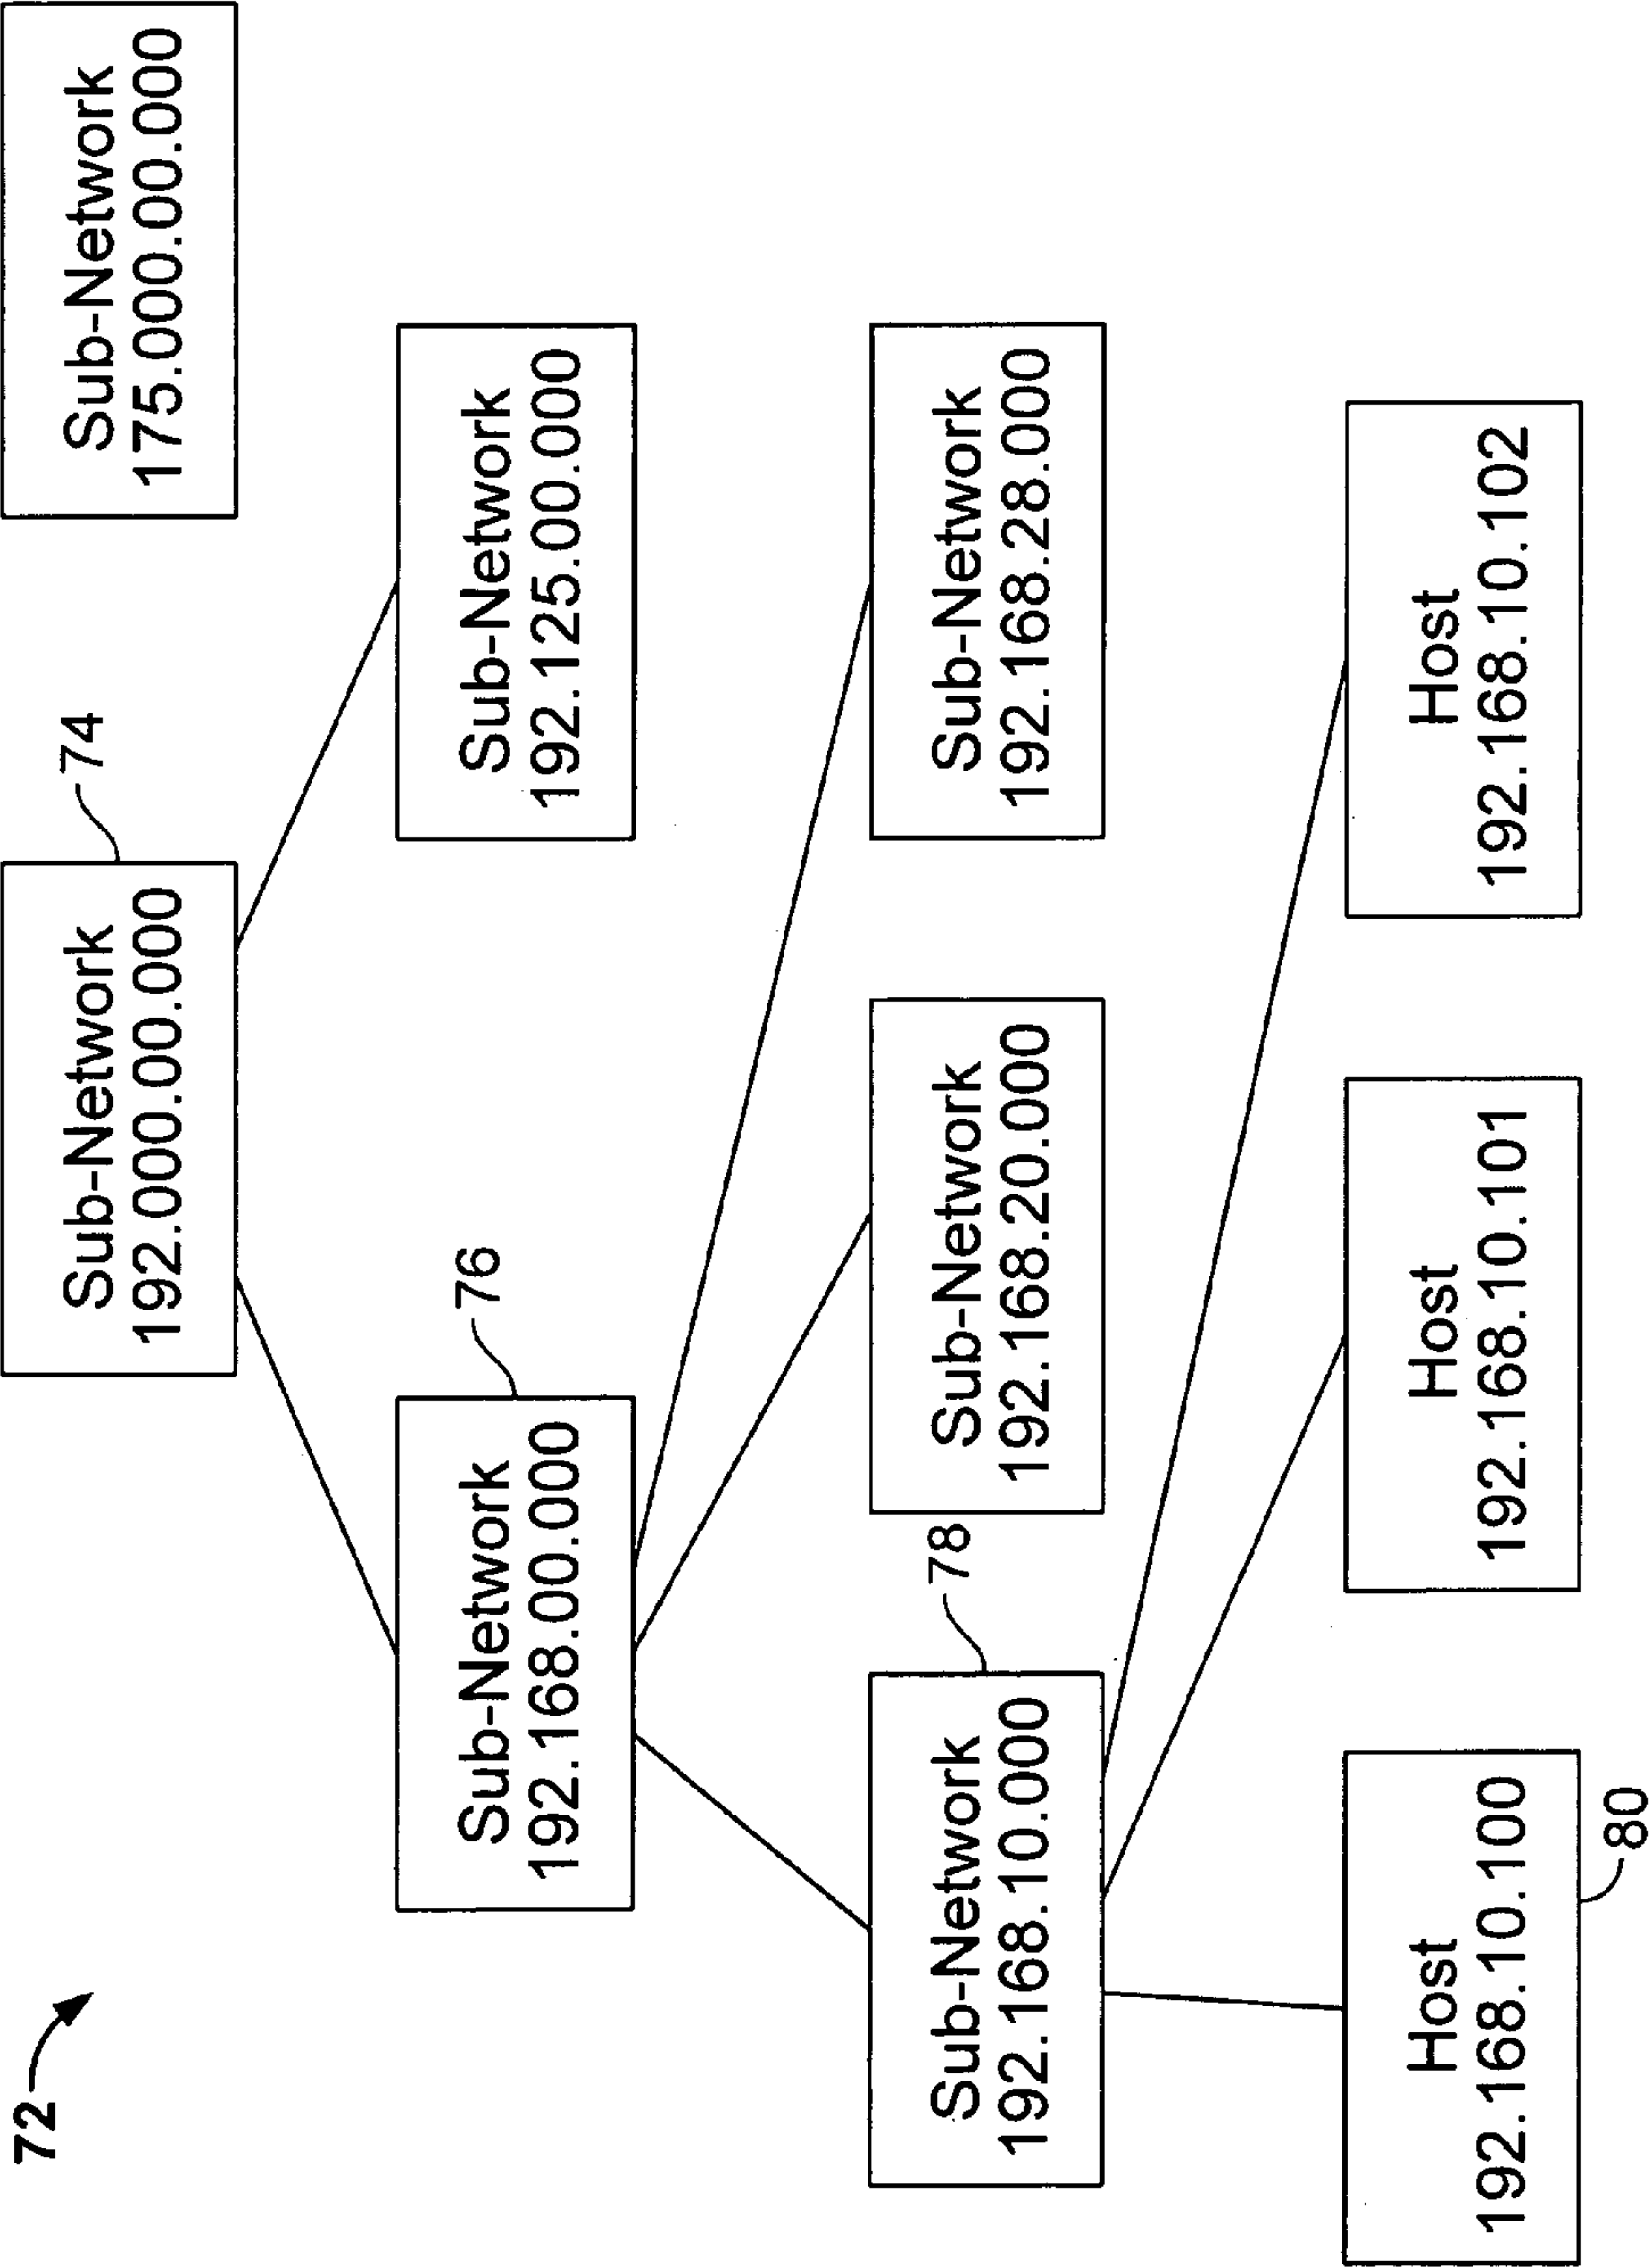 72
Sub-Network
192.000.00.000
74
Sub-Network
175.000.00.000
Sub-Network
192.168.00.000
76
Sub-Network
192.125.00.000
Sub-Network
192.168.10.000
78
Sub-Network
192.168.20.000
Sub-Network
192.168.28.000
Host
192.168.10.100
80
Host
192.168.10.101
Host
192.168.10.102